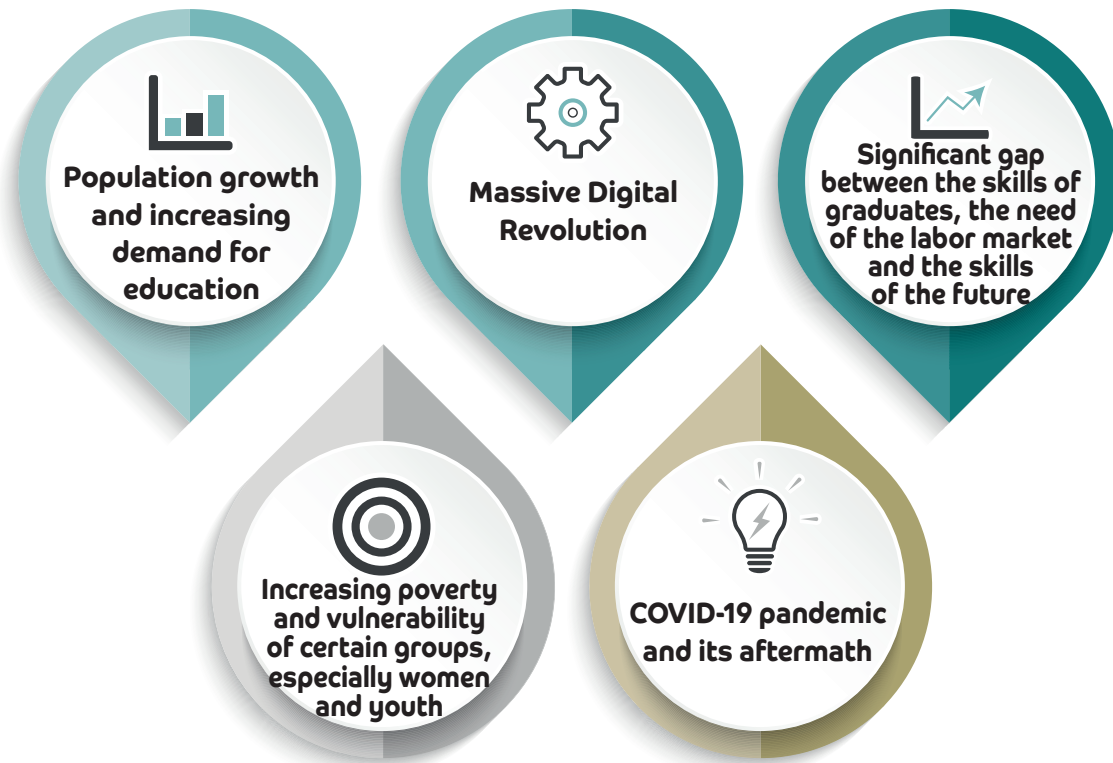 Population growth
and increasing
demand for
education
Massive Digital
Revolution
Significant gap
between the skills of
graduates, the need
of the labor market
and the skills
of the future
Increasing poverty
and vulnerability
of certain groups,
especially women
and youth
COVID-19 pandemic
and its aftermath